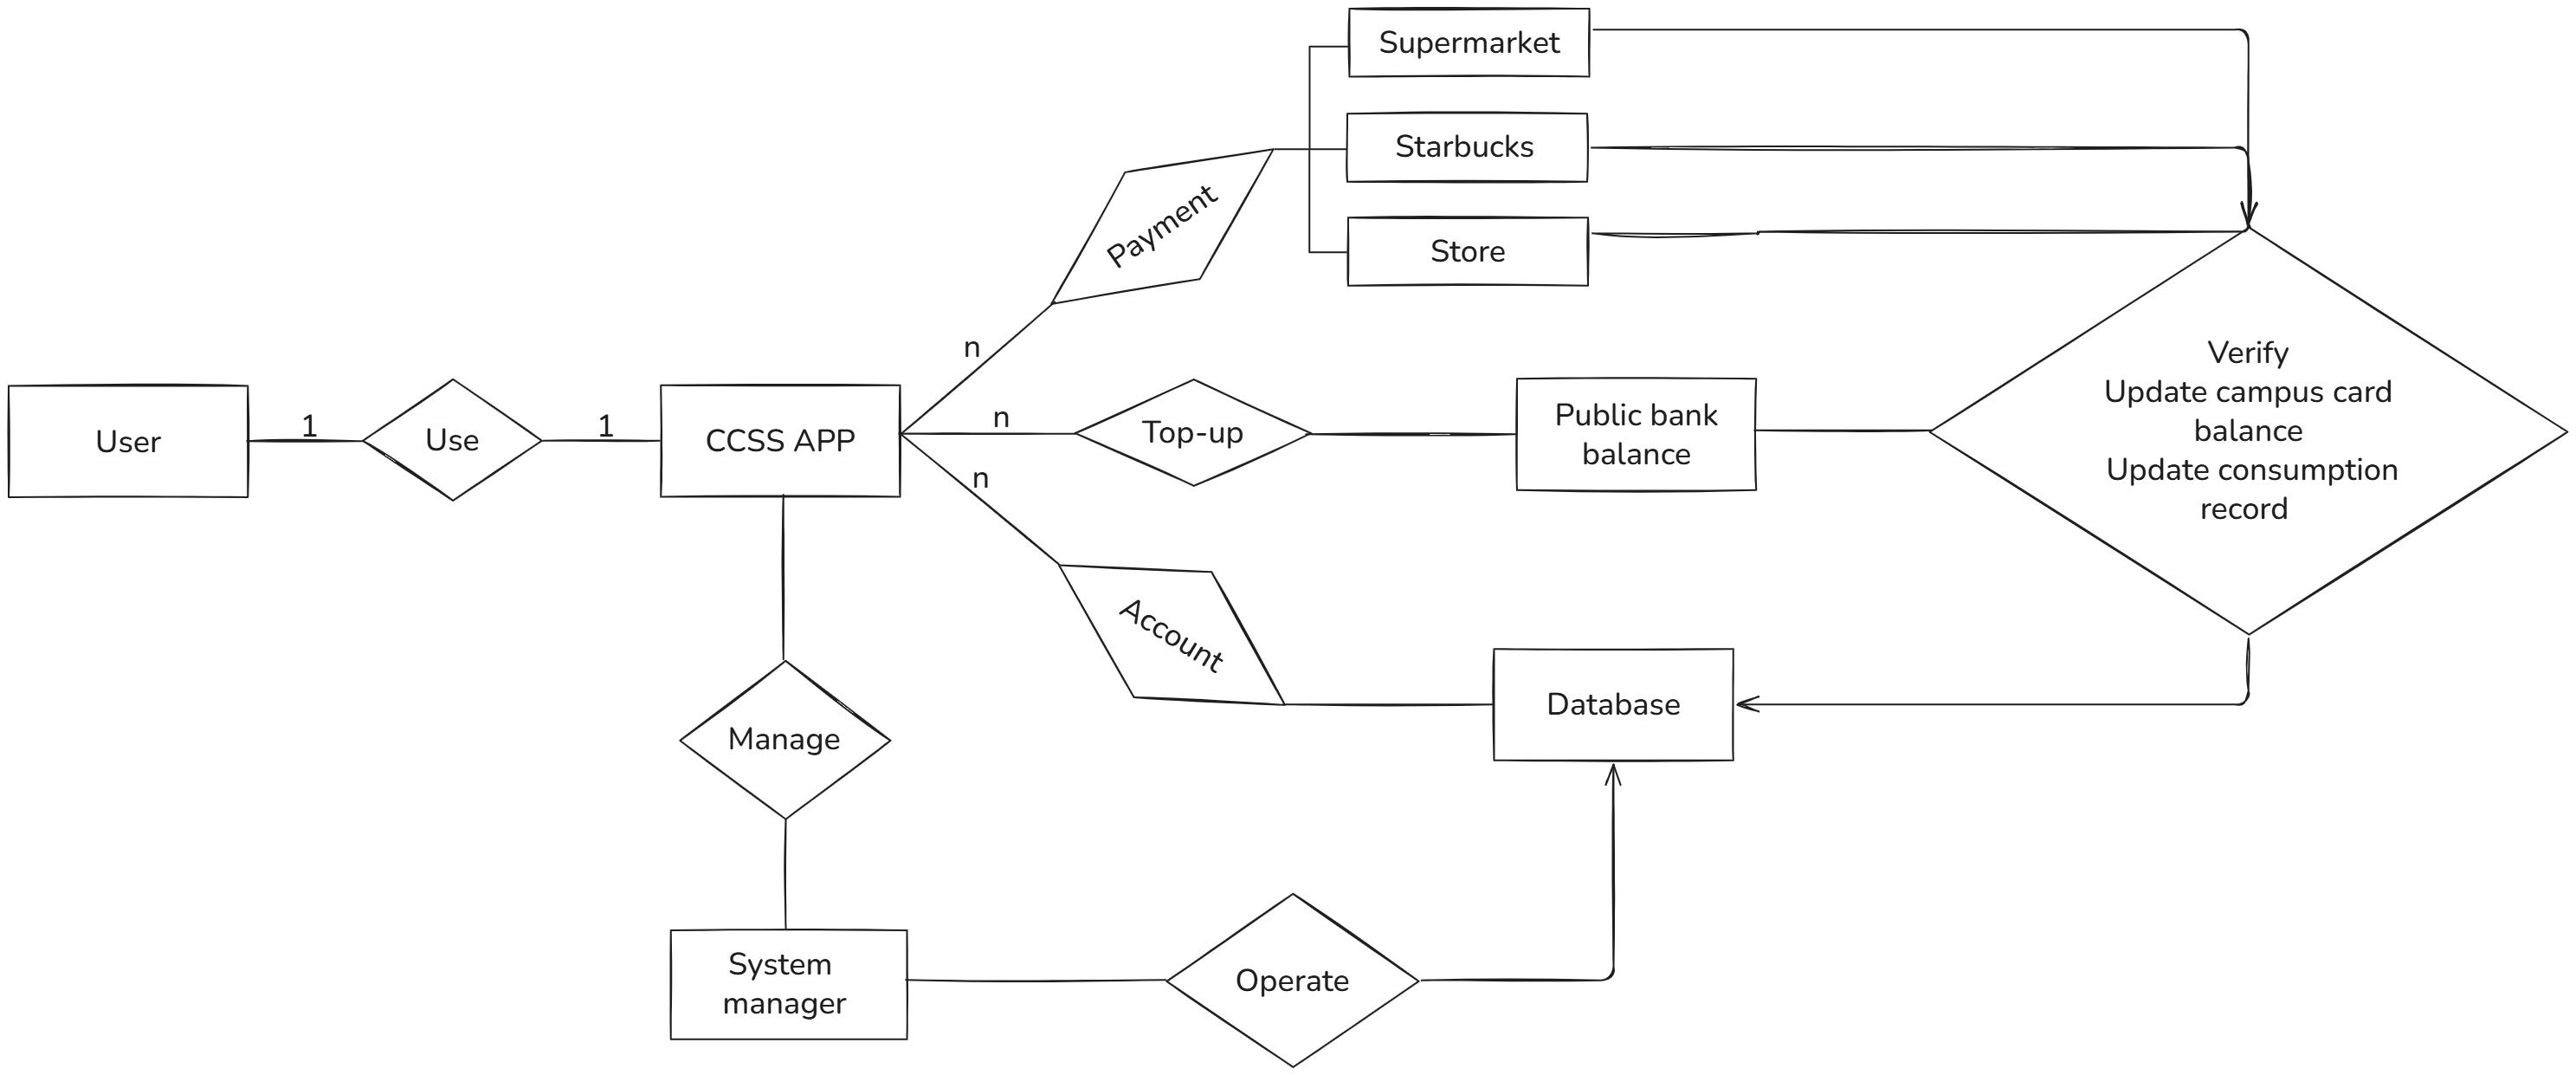 Supermarket
Starbucks
Store
Payment
n
User
1
Use
1
CCSS APP
n
Top-up
Public bank
balance
Verify
Update campus card
balance
Update consumption
record
n
Account
Database
Manage
System
manager
Operate